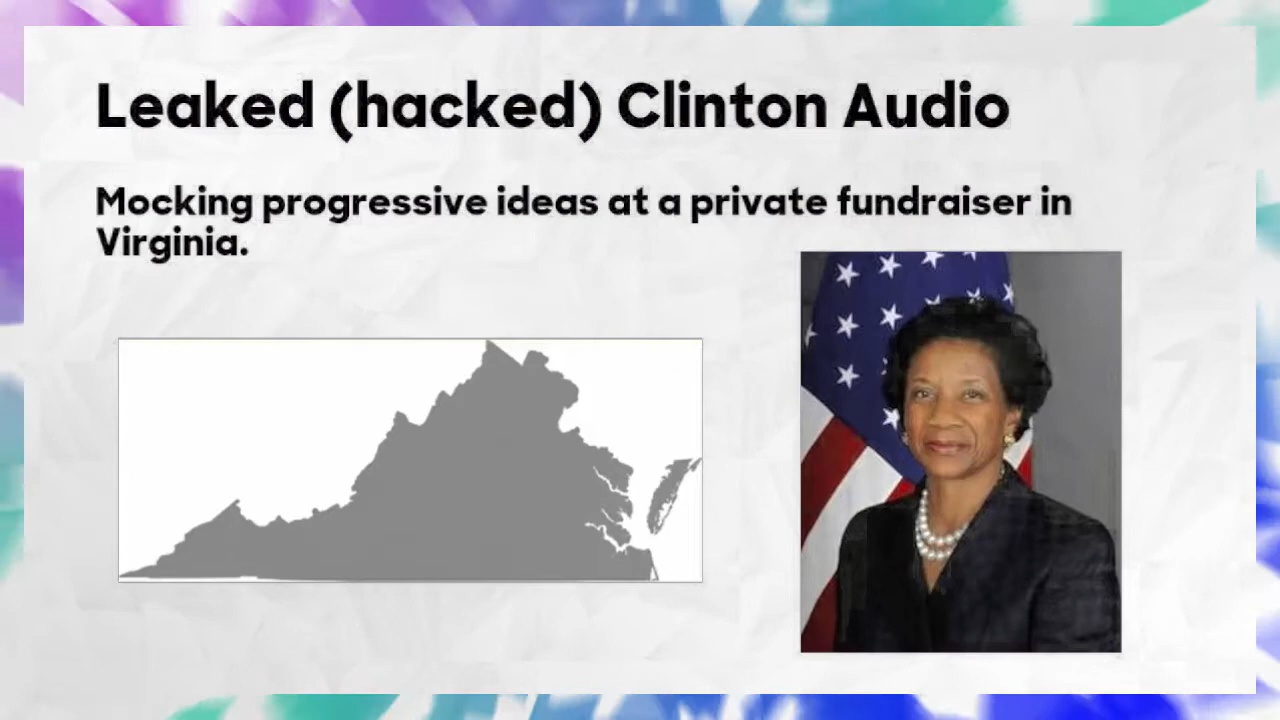 Leaked (hacked) Clinton Audio
Mocking progressive ideas at a private fundraiser in
Virginia.